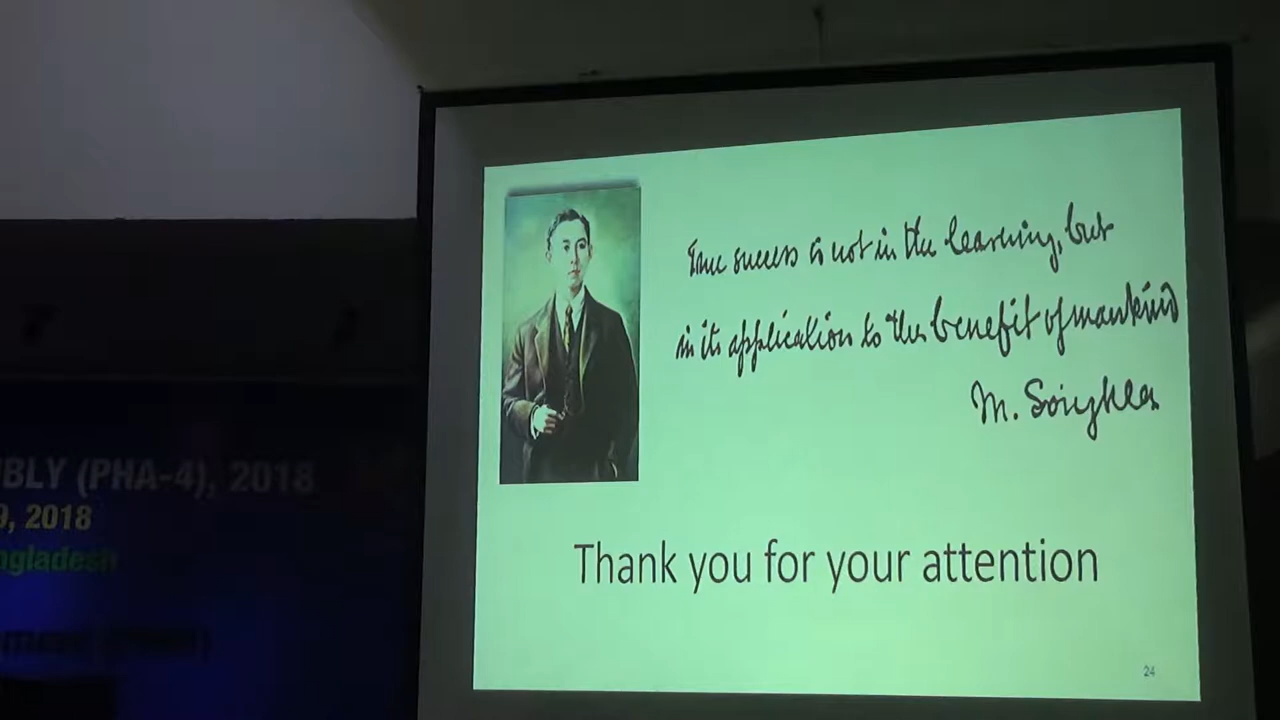 True success is not in the learning, but
in its application to the benefit of mankind
M. Songkla
Thank you for your attention
24
BLY (PHA-4), 2018
9, 2018
ngladesh